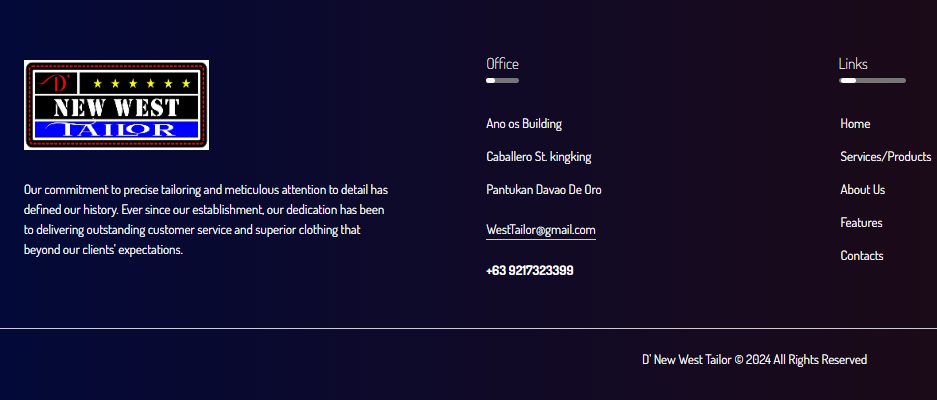 D'
NEW WEST
TAILOR
Our commitment to precise tailoring and meticulous attention to detail has
defined our history. Ever since our establishment, our dedication has been
to delivering outstanding customer service and superior clothing that
beyond our clients' expectations.
Office
Ano os Building
Caballero St. kingking
Pantukan Davao De Oro
WestTailor@gmail.com
+63 9217323399
Links
Home
Services/Products
About Us
Features
Contacts
D' New West Tailor © 2024 All Rights Reserved